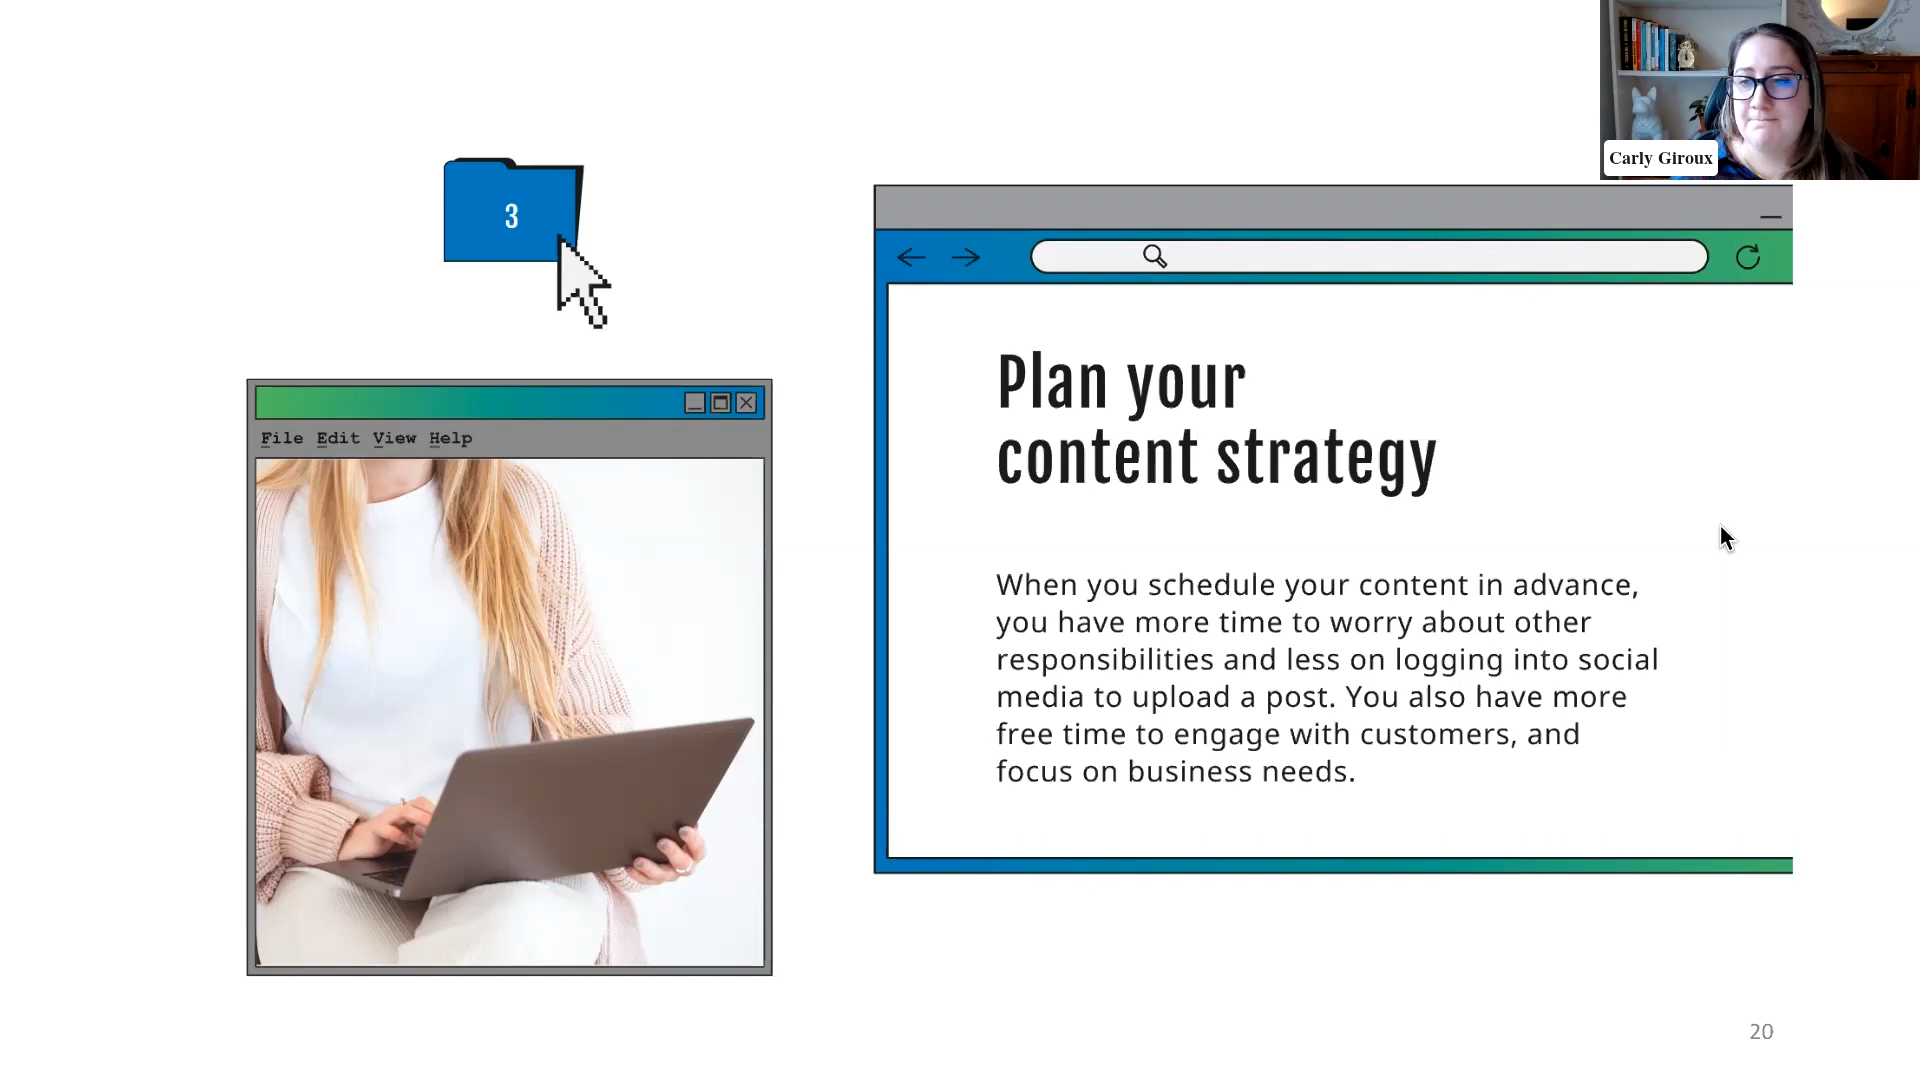 Carly Giroux
3
File Edit View Help
Plan your
content strategy
When you schedule your content in advance,
you have more time to worry about other
responsibilities and less on logging into social
media to upload a post. You also have more
free time to engage with customers, and
focus on business needs.
20